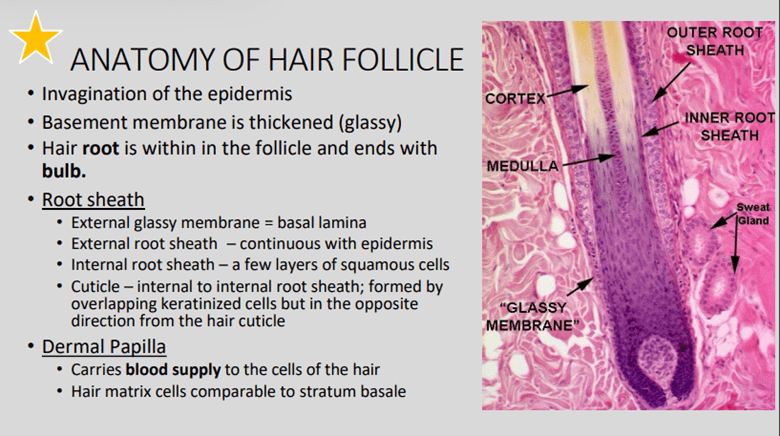 ANATOMY OF HAIR FOLLICLE
• Invagination of the epidermis
• Basement membrane is thickened (glassy)
• Hair root is within in the follicle and ends with
bulb.
• Root sheath
• External glassy membrane = basal lamina
• External root sheath – continuous with epidermis
• Internal root sheath – a few layers of squamous cells
• Cuticle – internal to internal root sheath; formed by
overlapping keratinized cells but in the opposite
direction from the hair cuticle
• Dermal Papilla
• Carries blood supply to the cells of the hair
• Hair matrix cells comparable to stratum basale
OUTER ROOT
SHEATH
CORTEX
INNER ROOT
SHEATH
MEDULLA
Sweat
Gland
"GLASSY
MEMBRANE"